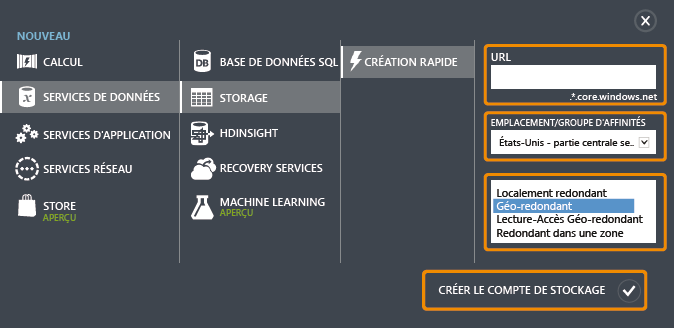 NOUVEAU
CALCUL
SERVICES DE DONNÉES
SERVICES D'APPLICATION
SERVICES RÉSEAU
STORE
APERÇU
DB
BASE DE DONNÉES SQL
STORAGE
HDINSIGHT
RECOVERY SERVICES
MACHINE LEARNING
APERÇU
CRÉATION RAPIDE
URL
.*.core.windows.net
EMPLACEMENT/GROUPE D'AFFINITÉS
États-Unis - partie centrale se..
Localement redondant
Géo-redondant
Lecture-Accès Géo-redondant
Redondant dans une zone
CRÉER LE COMPTE DE STOCKAGE